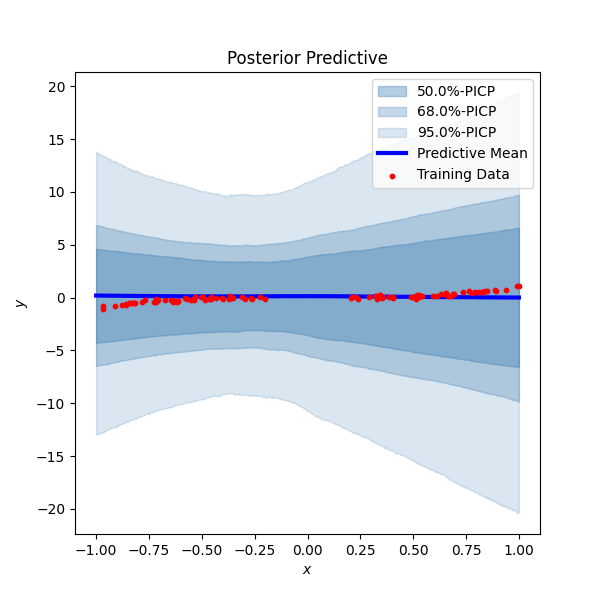 Posterior Predictive
50.0%-PICP
68.0%-PICP
95.0%-PICP
Predictive Mean
Training Data
20
15
10
5
0
−5
−10
−15
−20
y
−1.00 −0.75 −0.50 −0.25 0.00 0.25 0.50 0.75 1.00
x